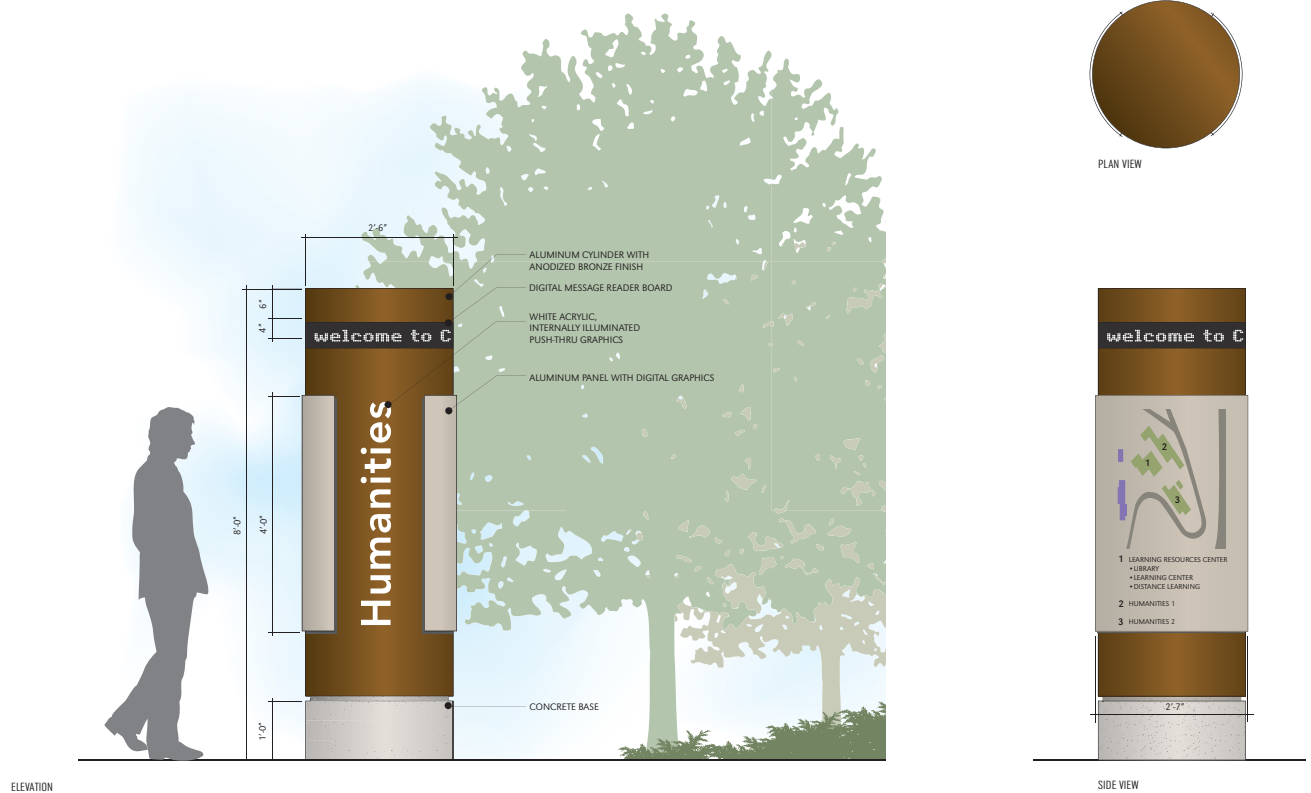 PLAN VIEW
2'-6"
ALUMINUM CYLINDER WITH
ANODIZED BRONZE FINISH
DIGITAL MESSAGE READER BOARD
WHITE ACRYLIC,
INTERNALLY ILLUMINATED
PUSH-THRU GRAPHICS
ALUMINUM PANEL WITH DIGITAL GRAPHICS
CONCRETE BASE
6"
4"
8'-0"
4'-0"
1'-0"
welcome to C
Humanities
ELEVATION
welcome to C
2
1
3
1 LEARNING RESOURCES CENTER
•LIBRARY
•LEARNING CENTER
•DISTANCE LEARNING
2 HUMANITIES 1
3 HUMANITIES 2
2'-7"
SIDE VIEW